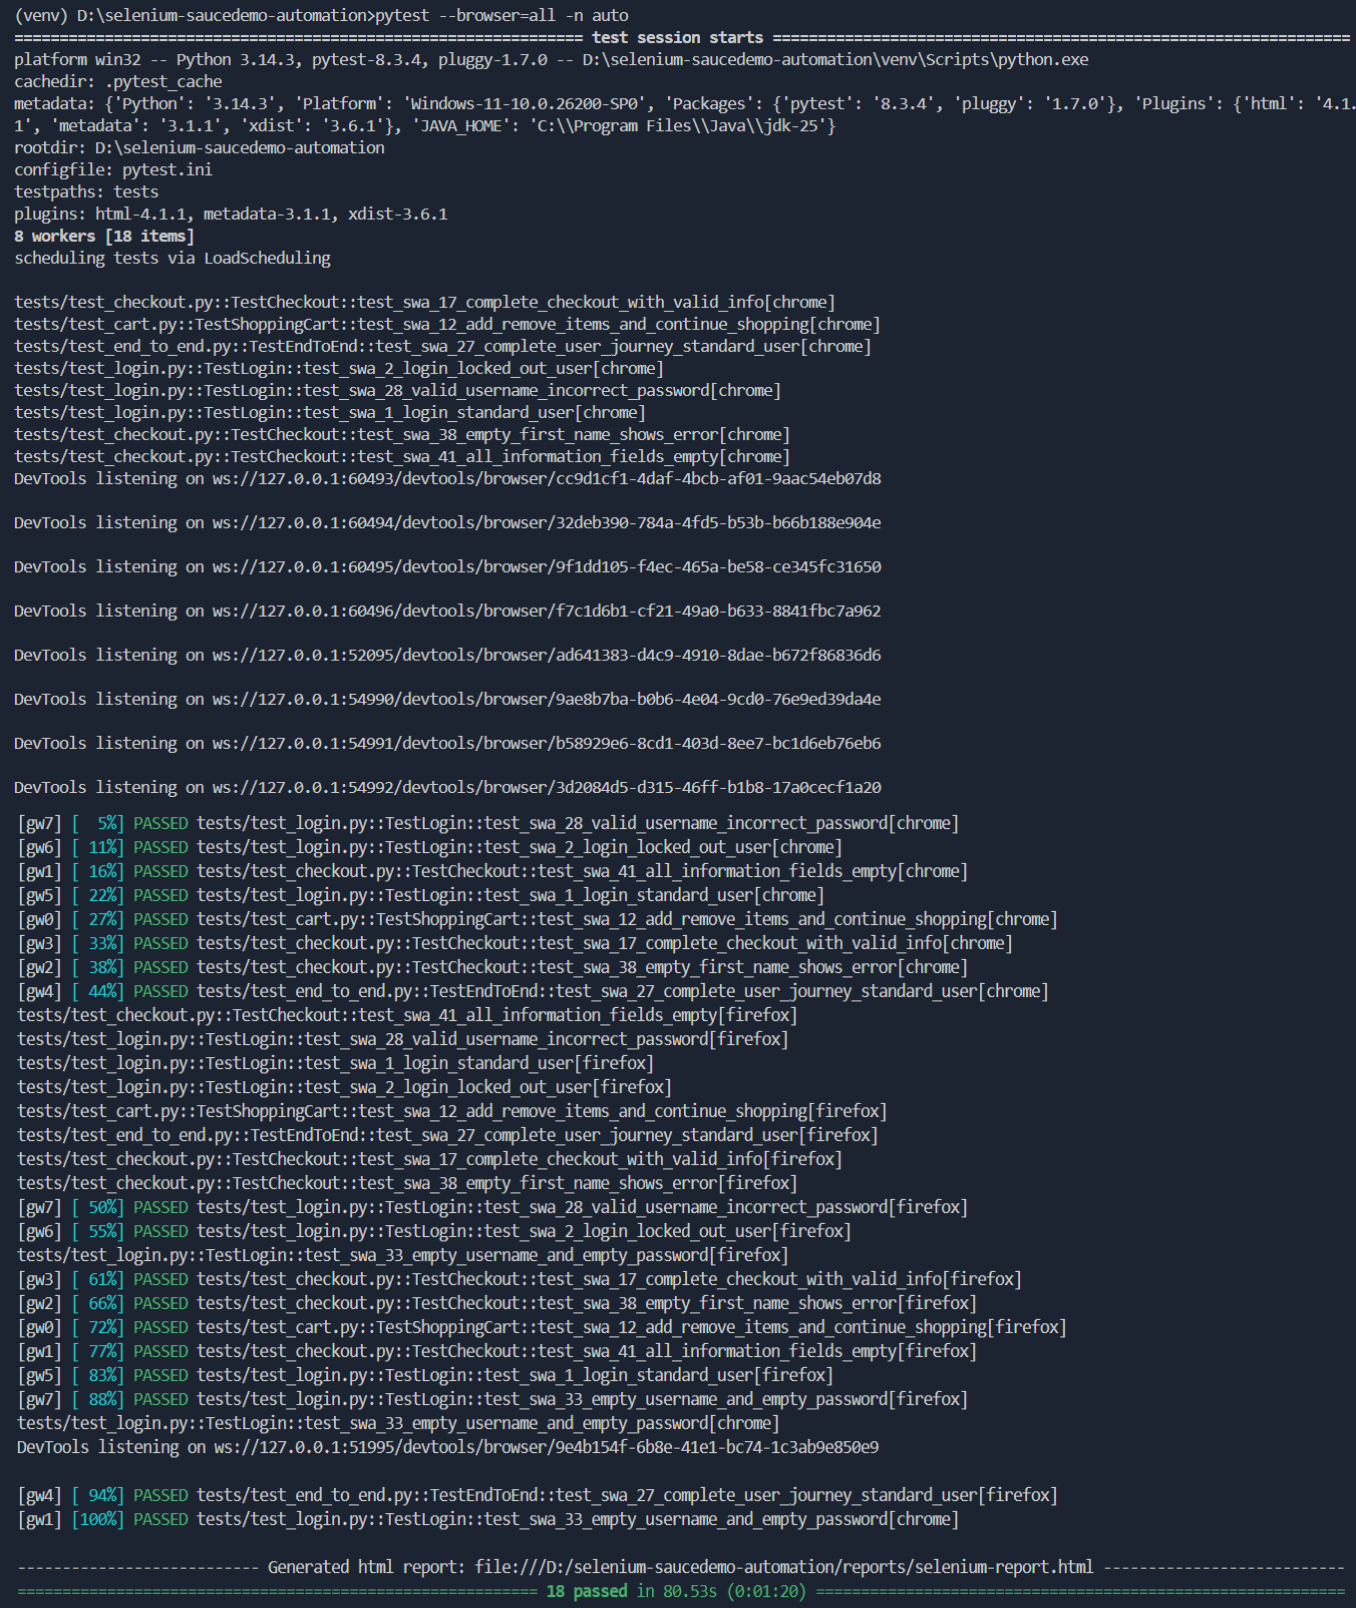 (venv) D:\selenium-saucedemo-automation>pytest --browser=all -n auto
=============================================================== test session starts ================================================================
platform win32 -- Python 3.14.3, pytest-8.3.4, pluggy-1.7.0 -- D:\selenium-saucedemo-automation\venv\Scripts\python.exe
cachedir: .pytest_cache
metadata: {'Python': '3.14.3', 'Platform': 'Windows-11-10.0.26200-SP0', 'Packages': {'pytest': '8.3.4', 'pluggy': '1.7.0'}, 'Plugins': {'html': '4.1.
1', 'metadata': '3.1.1', 'xdist': '3.6.1'}, 'JAVA_HOME': 'C:\\Program Files\\Java\\jdk-25'}
rootdir: D:\selenium-saucedemo-automation
configfile: pytest.ini
testpaths: tests
plugins: html-4.1.1, metadata-3.1.1, xdist-3.6.1
8 workers [18 items]
scheduling tests via LoadScheduling
tests/test_checkout.py::TestCheckout::test_swa_17_complete_checkout_with_valid_info[chrome]
tests/test_cart.py::TestShoppingCart::test_swa_12_add_remove_items_and_continue_shopping[chrome]
tests/test_end_to_end.py::TestEndToEnd::test_swa_27_complete_user_journey_standard_user[chrome]
tests/test_login.py::TestLogin::test_swa_2_login_locked_out_user[chrome]
tests/test_login.py::TestLogin::test_swa_28_valid_username_incorrect_password[chrome]
tests/test_login.py::TestLogin::test_swa_1_login_standard_user[chrome]
tests/test_checkout.py::TestCheckout::test_swa_38_empty_first_name_shows_error[chrome]
tests/test_checkout.py::TestCheckout::test_swa_41_all_information_fields_empty[chrome]
DevTools listening on ws://127.0.0.1:60493/devtools/browser/cc9d1cf1-4daf-4bcb-af01-9aac54eb07d8
DevTools listening on ws://127.0.0.1:60494/devtools/browser/32deb390-784a-4fd5-b53b-b66b188e904e
DevTools listening on ws://127.0.0.1:60495/devtools/browser/9f1dd105-f4ec-465a-be58-ce345fc31650
DevTools listening on ws://127.0.0.1:60496/devtools/browser/f7c1d6b1-cf21-49a0-b633-8841fbc7a962
DevTools listening on ws://127.0.0.1:52095/devtools/browser/ad641383-d4c9-4910-8dae-b672f86836d6
DevTools listening on ws://127.0.0.1:54990/devtools/browser/9ae8b7ba-b0b6-4e04-9cd0-76e9ed39da4e
DevTools listening on ws://127.0.0.1:54991/devtools/browser/b58929e6-8cd1-403d-8ee7-bc1d6eb76eb6
DevTools listening on ws://127.0.0.1:54992/devtools/browser/3d2084d5-d315-46ff-b1b8-17a0cecf1a20
[gw7] [  5%] PASSED tests/test_login.py::TestLogin::test_swa_28_valid_username_incorrect_password[chrome]
[gw6] [ 11%] PASSED tests/test_login.py::TestLogin::test_swa_2_login_locked_out_user[chrome]
[gw1] [ 16%] PASSED tests/test_checkout.py::TestCheckout::test_swa_41_all_information_fields_empty[chrome]
[gw5] [ 22%] PASSED tests/test_login.py::TestLogin::test_swa_1_login_standard_user[chrome]
[gw0] [ 27%] PASSED tests/test_cart.py::TestShoppingCart::test_swa_12_add_remove_items_and_continue_shopping[chrome]
[gw3] [ 33%] PASSED tests/test_checkout.py::TestCheckout::test_swa_17_complete_checkout_with_valid_info[chrome]
[gw2] [ 38%] PASSED tests/test_checkout.py::TestCheckout::test_swa_38_empty_first_name_shows_error[chrome]
[gw4] [ 44%] PASSED tests/test_end_to_end.py::TestEndToEnd::test_swa_27_complete_user_journey_standard_user[chrome]
tests/test_checkout.py::TestCheckout::test_swa_41_all_information_fields_empty[firefox]
tests/test_login.py::TestLogin::test_swa_28_valid_username_incorrect_password[firefox]
tests/test_login.py::TestLogin::test_swa_1_login_standard_user[firefox]
tests/test_login.py::TestLogin::test_swa_2_login_locked_out_user[firefox]
tests/test_cart.py::TestShoppingCart::test_swa_12_add_remove_items_and_continue_shopping[firefox]
tests/test_end_to_end.py::TestEndToEnd::test_swa_27_complete_user_journey_standard_user[firefox]
tests/test_checkout.py::TestCheckout::test_swa_17_complete_checkout_with_valid_info[firefox]
tests/test_checkout.py::TestCheckout::test_swa_38_empty_first_name_shows_error[firefox]
[gw7] [ 50%] PASSED tests/test_login.py::TestLogin::test_swa_28_valid_username_incorrect_password[firefox]
[gw6] [ 55%] PASSED tests/test_login.py::TestLogin::test_swa_2_login_locked_out_user[firefox]
tests/test_login.py::TestLogin::test_swa_33_empty_username_and_empty_password[firefox]
[gw3] [ 61%] PASSED tests/test_checkout.py::TestCheckout::test_swa_17_complete_checkout_with_valid_info[firefox]
[gw2] [ 66%] PASSED tests/test_checkout.py::TestCheckout::test_swa_38_empty_first_name_shows_error[firefox]
[gw0] [ 72%] PASSED tests/test_cart.py::TestShoppingCart::test_swa_12_add_remove_items_and_continue_shopping[firefox]
[gw1] [ 77%] PASSED tests/test_checkout.py::TestCheckout::test_swa_41_all_information_fields_empty[firefox]
[gw5] [ 83%] PASSED tests/test_login.py::TestLogin::test_swa_1_login_standard_user[firefox]
[gw7] [ 88%] PASSED tests/test_login.py::TestLogin::test_swa_33_empty_username_and_empty_password[firefox]
tests/test_login.py::TestLogin::test_swa_33_empty_username_and_empty_password[chrome]
DevTools listening on ws://127.0.0.1:51995/devtools/browser/9e4b154f-6b8e-41e1-bc74-1c3ab9e850e9
[gw4] [ 94%] PASSED tests/test_end_to_end.py::TestEndToEnd::test_swa_27_complete_user_journey_standard_user[firefox]
[gw1] [100%] PASSED tests/test_login.py::TestLogin::test_swa_33_empty_username_and_empty_password[chrome]
--------------------------- Generated html report: file:///D:/selenium-saucedemo-automation/reports/selenium-report.html ---------------------------
========================================================== 18 passed in 80.53s (0:01:20) ===========================================================